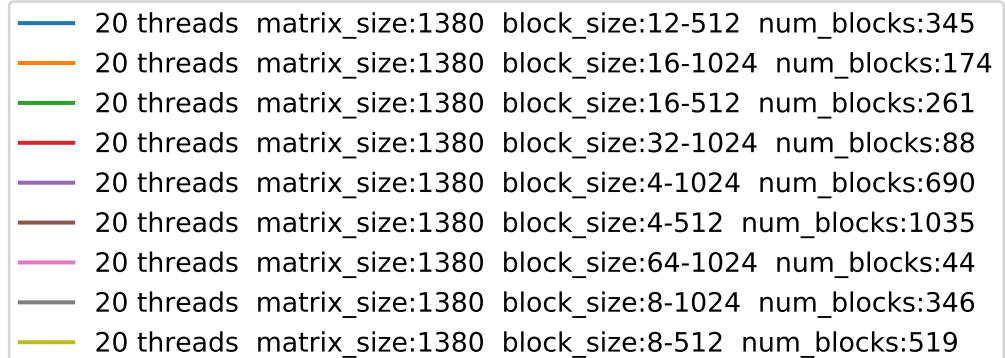 20 threads  matrix_size:1380  block_size:12-512  num_blocks:345
20 threads  matrix_size:1380  block_size:16-1024  num_blocks:174
20 threads  matrix_size:1380  block_size:16-512  num_blocks:261
20 threads  matrix_size:1380  block_size:32-1024  num_blocks:88
20 threads  matrix_size:1380  block_size:4-1024  num_blocks:690
20 threads  matrix_size:1380  block_size:4-512  num_blocks:1035
20 threads  matrix_size:1380  block_size:64-1024  num_blocks:44
20 threads  matrix_size:1380  block_size:8-1024  num_blocks:346
20 threads  matrix_size:1380  block_size:8-512  num_blocks:519